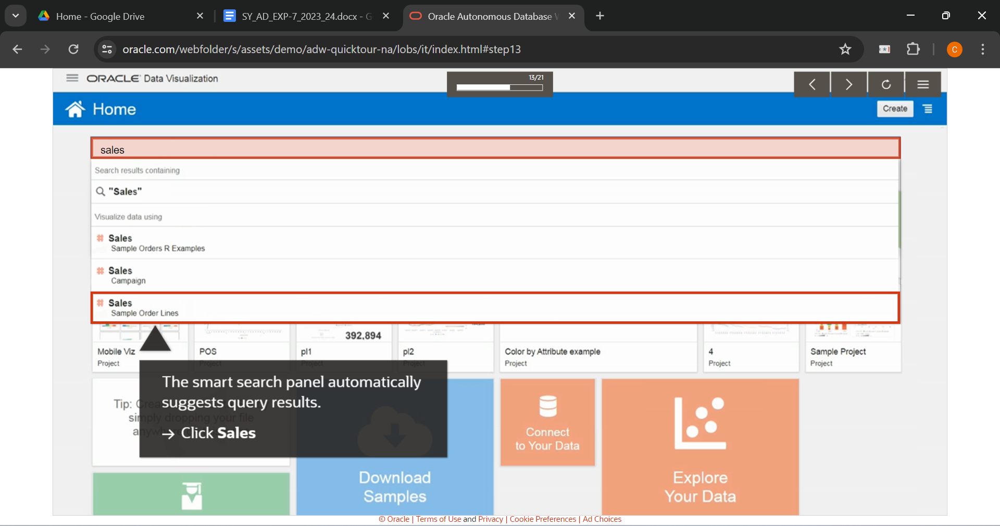 Home - Google Drive
SY_AD_EXP-7_2023_24.docx - G
Oracle Autonomous Database
oracle.com/webfolder/s/assets/demo/adw-quicktour-na/lobs/it/index.html#step13
C
ORACLE Data Visualization
13/21
Home
Create
sales
Search results containing
"Sales"
Visualize data using
Sales
Sample Orders R Examples
Sales
Campaign
Sales
Sample Order Lines
392,894
Mobile Viz
Project
POS
Project
pl1
Project
pl2
Project
Color by Attribute example
Project
4
Project
Sample Project
Project
The smart search panel automatically
suggests query results.
→ Click Sales
Tip: Crea
simply dropping your file
anywhere
Download
Samples
Connect
to Your Data
Explore
Your Data
© Oracle | Terms of Use and Privacy | Cookie Preferences | Ad Choices